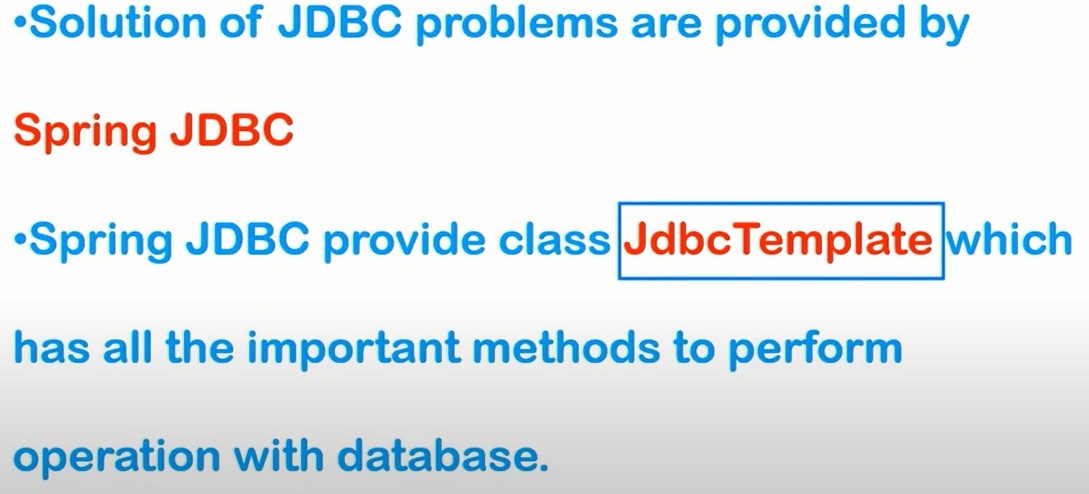 •Solution of JDBC problems are provided by
Spring JDBC
•Spring JDBC provide class JdbcTemplate which
has all the important methods to perform
operation with database.